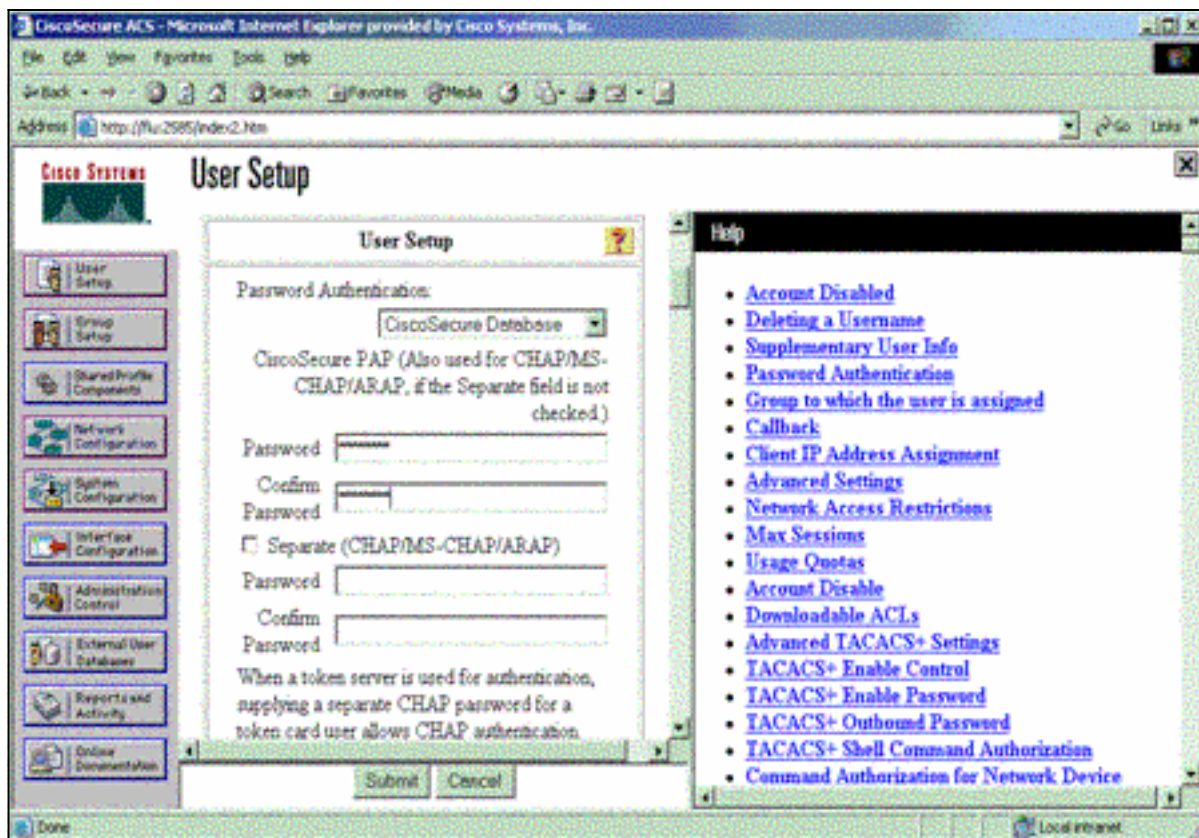 CiscoSecure ACS - Microsoft Internet Explorer provided by Cisco Systems, Inc.
File Edit View Favorites Tools Help
Back Search Favorites Media
Address http://flu:2585/index2.htm Go Links
CISCO SYSTEMS
User Setup
User Setup
Group Setup
Shared Profile Components
Network Configuration
System Configuration
Interface Configuration
Administration Control
External User Databases
Reports and Activity
Online Documentation
User Setup
Password Authentication:
CiscoSecure Database
CiscoSecure PAP (Also used for CHAP/MS-
CHAP/ARAP, if the Separate field is not
checked.)
Password
Confirm
Password
Separate (CHAP/MS-CHAP/ARAP)
Password
Confirm
Password
When a token server is used for authentication,
supplying a separate CHAP password for a
token card user allows CHAP authentication.
Submit Cancel
Help
Account Disabled
Deleting a Username
Supplementary User Info
Password Authentication
Group to which the user is assigned
Callback
Client IP Address Assignment
Advanced Settings
Network Access Restrictions
Max Sessions
Usage Quotas
Account Disable
Downloadable ACLs
Advanced TACACS+ Settings
TACACS+ Enable Control
TACACS+ Enable Password
TACACS+ Outbound Password
TACACS+ Shell Command Authorization
Command Authorization for Network Device
Done
Local intranet